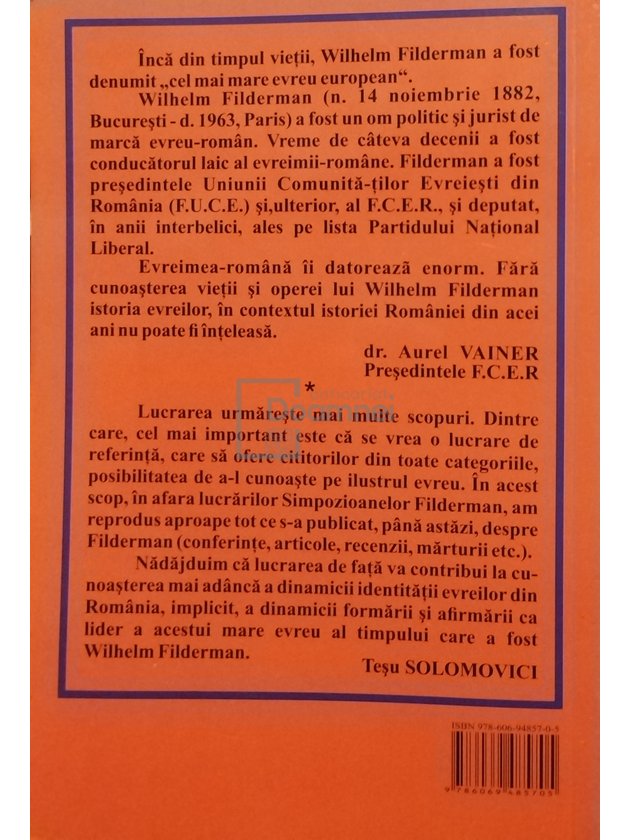 Încă din timpul vieții, Wilhelm Filderman a fost
denumit „cel mai mare evreu european“.
Wilhelm Filderman (n. 14 noiembrie 1882,
București - d. 1963, Paris) a fost un om politic și jurist de
marcă evreu-român. Vreme de câteva decenii a fost
conducătorul laic al evreimii-române. Filderman a fost
președintele Uniunii Comunită-ților Evreiești din
România (F.U.C.E.) și,ulterior, al F.C.E.R., și deputat,
în anii interbelici, ales pe lista Partidului Național
Liberal.
Evreimea-română îi datorează enorm. Fără
cunoașterea vieții și operei lui Wilhelm Filderman
istoria evreilor, în contextul istoriei României din acei
ani nu poate fi înțeleasă.
dr. Aurel VAINER
Președintele F.C.E.R
*
Lucrarea urmărește mai multe scopuri. Dintre
care, cel mai important este că se vrea o lucrare de
referință, care să ofere cititorilor din toate categoriile,
posibilitatea de a-l cunoaște pe ilustrul evreu. În acest
scop, în afara lucrărilor Simpozioanelor Filderman, am
reprodus aproape tot ce s-a publicat, până astăzi, despre
Filderman (conferințe, articole, recenzii, mărturii etc.).
Nădăjduim că lucrarea de față va contribui la cu-
noașterea mai adâncă a dinamicii identității evreilor din
România, implicit, a dinamicii formării și afirmării ca
lider a acestui mare evreu al timpului care a fost
Wilhelm Filderman.
Teșu SOLOMOVICI
ISBN 978-606-94857-0-5
9 786069 485705